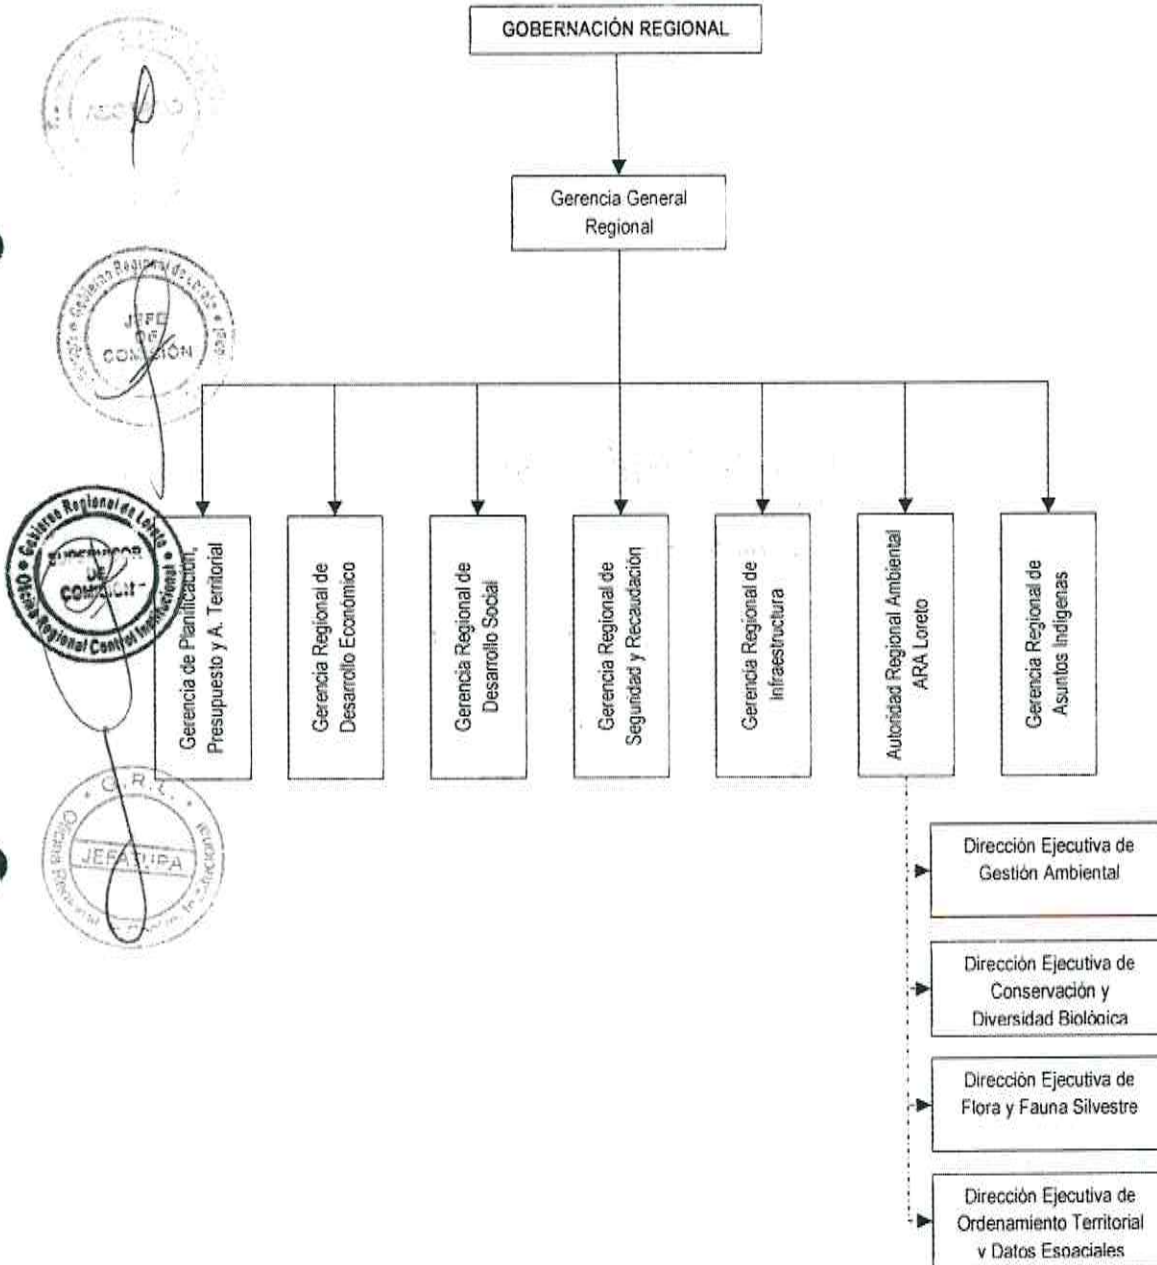 GOBERNACIÓN REGIONAL
Gerencia General
Regional
Gobierno Regional de Loreto
JEFE
DE
COMISIÓN
Gobierno Regional de Loreto
Oficina Regional Control Institucional
SUPERVISOR
DE
COMISIÓN
Gerencia de Planificación,
Presupuesto y A. Territorial
Gerencia Regional de
Desarrollo Económico
Gerencia Regional de
Desarrollo Social
Gerencia Regional de
Seguridad y Recaudación
Gerencia Regional de
Infraestructura
Autoridad Regional Ambiental
ARA Loreto
Gerencia Regional de
Asuntos Indígenas
G.R.L.
JEFATURA
Dirección Ejecutiva de
Gestión Ambiental
Dirección Ejecutiva de
Conservación y
Diversidad Biológica
Dirección Ejecutiva de
Flora y Fauna Silvestre
Dirección Ejecutiva de
Ordenamiento Territorial
y Datos Espaciales